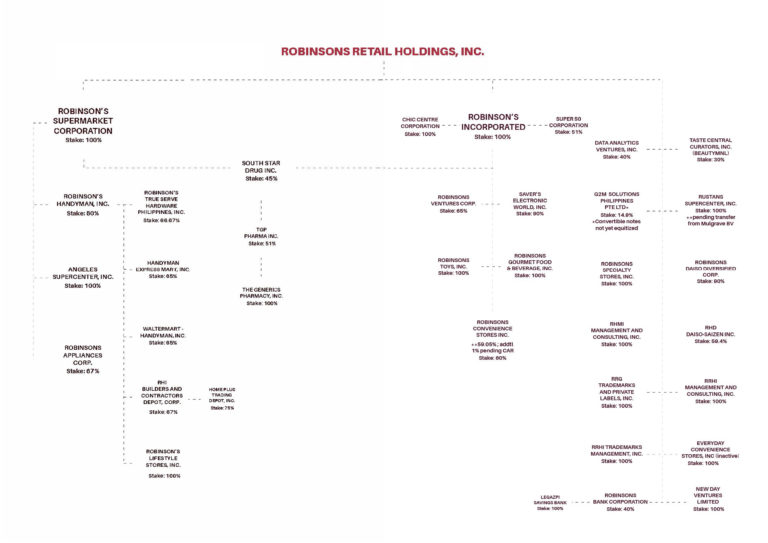 ROBINSONS RETAIL HOLDINGS, INC.
ROBINSON'S
SUPERMARKET
CORPORATION
Stake: 100%
CHIC CENTRE
CORPORATION
Stake: 100%
ROBINSON'S
INCORPORATED
Stake: 100%
SUPER 50
CORPORATION
Stake: 51%
DATA ANALYTICS
VENTURES, INC.
Stake: 40%
TASTE CENTRAL
CURATORS, INC.
(BEAUTYMNL)
Stake: 30%
SOUTH STAR
DRUG INC.
Stake: 45%
ROBINSON'S
HANDYMAN, INC.
Stake: 80%
ROBINSON'S
TRUE SERVE
HARDWARE
PHILIPPINES, INC.
Stake: 66.67%
ROBINSONS
VENTURES CORP.
Stake: 65%
SAVER'S
ELECTRONIC
WORLD, INC.
Stake: 90%
G2M SOLUTIONS
PHILIPPINES
PTE LTD+
Stake: 14.9%
+Convertible notes
not yet equitized
RUSTANS
SUPERCENTER, INC.
Stake: 100%
++pending transfer
from Mulgrave BV
TGP
PHARMA INC.
Stake: 51%
ANGELES
SUPERCENTER, INC.
Stake: 100%
HANDYMAN
EXPRESS MART, INC.
Stake: 65%
ROBINSONS
TOYS, INC.
Stake: 100%
ROBINSONS
GOURMET FOOD
& BEVERAGE, INC.
Stake: 100%
ROBINSONS
SPECIALTY
STORES, INC.
Stake: 100%
ROBINSONS
DAISO DIVERSIFIED
CORP.
Stake: 90%
THE GENERICS
PHARMACY, INC.
Stake: 100%
ROBINSONS
APPLIANCES
CORP.
Stake: 67%
WALTERMART -
HANDYMAN, INC.
Stake: 65%
ROBINSONS
CONVENIENCE
STORES INC.
++59.05%; addtl
1% pending CAR
Stake: 60%
RHMI
MANAGEMENT AND
CONSULTING, INC.
Stake: 100%
RHD
DAISO-SAIZEN INC.
Stake: 59.4%
RHI
BUILDERS AND
CONTRACTORS
DEPOT, CORP.
Stake: 67%
HOME PLUS
TRADING
DEPOT, INC.
Stake: 75%
RRG
TRADEMARKS
AND PRIVATE
LABELS, INC.
Stake: 100%
RRHI
MANAGEMENT AND
CONSULTING, INC.
Stake: 100%
ROBINSON'S
LIFESTYLE
STORES, INC.
Stake: 100%
RRHI TRADEMARKS
MANAGEMENT, INC.
Stake: 100%
EVERYDAY
CONVENIENCE
STORES, INC (inactive)
Stake: 100%
LEGAZPI
SAVINGS BANK
Stake: 100%
ROBINSONS
BANK CORPORATION
Stake: 40%
NEW DAY
VENTURES
LIMITED
Stake: 100%